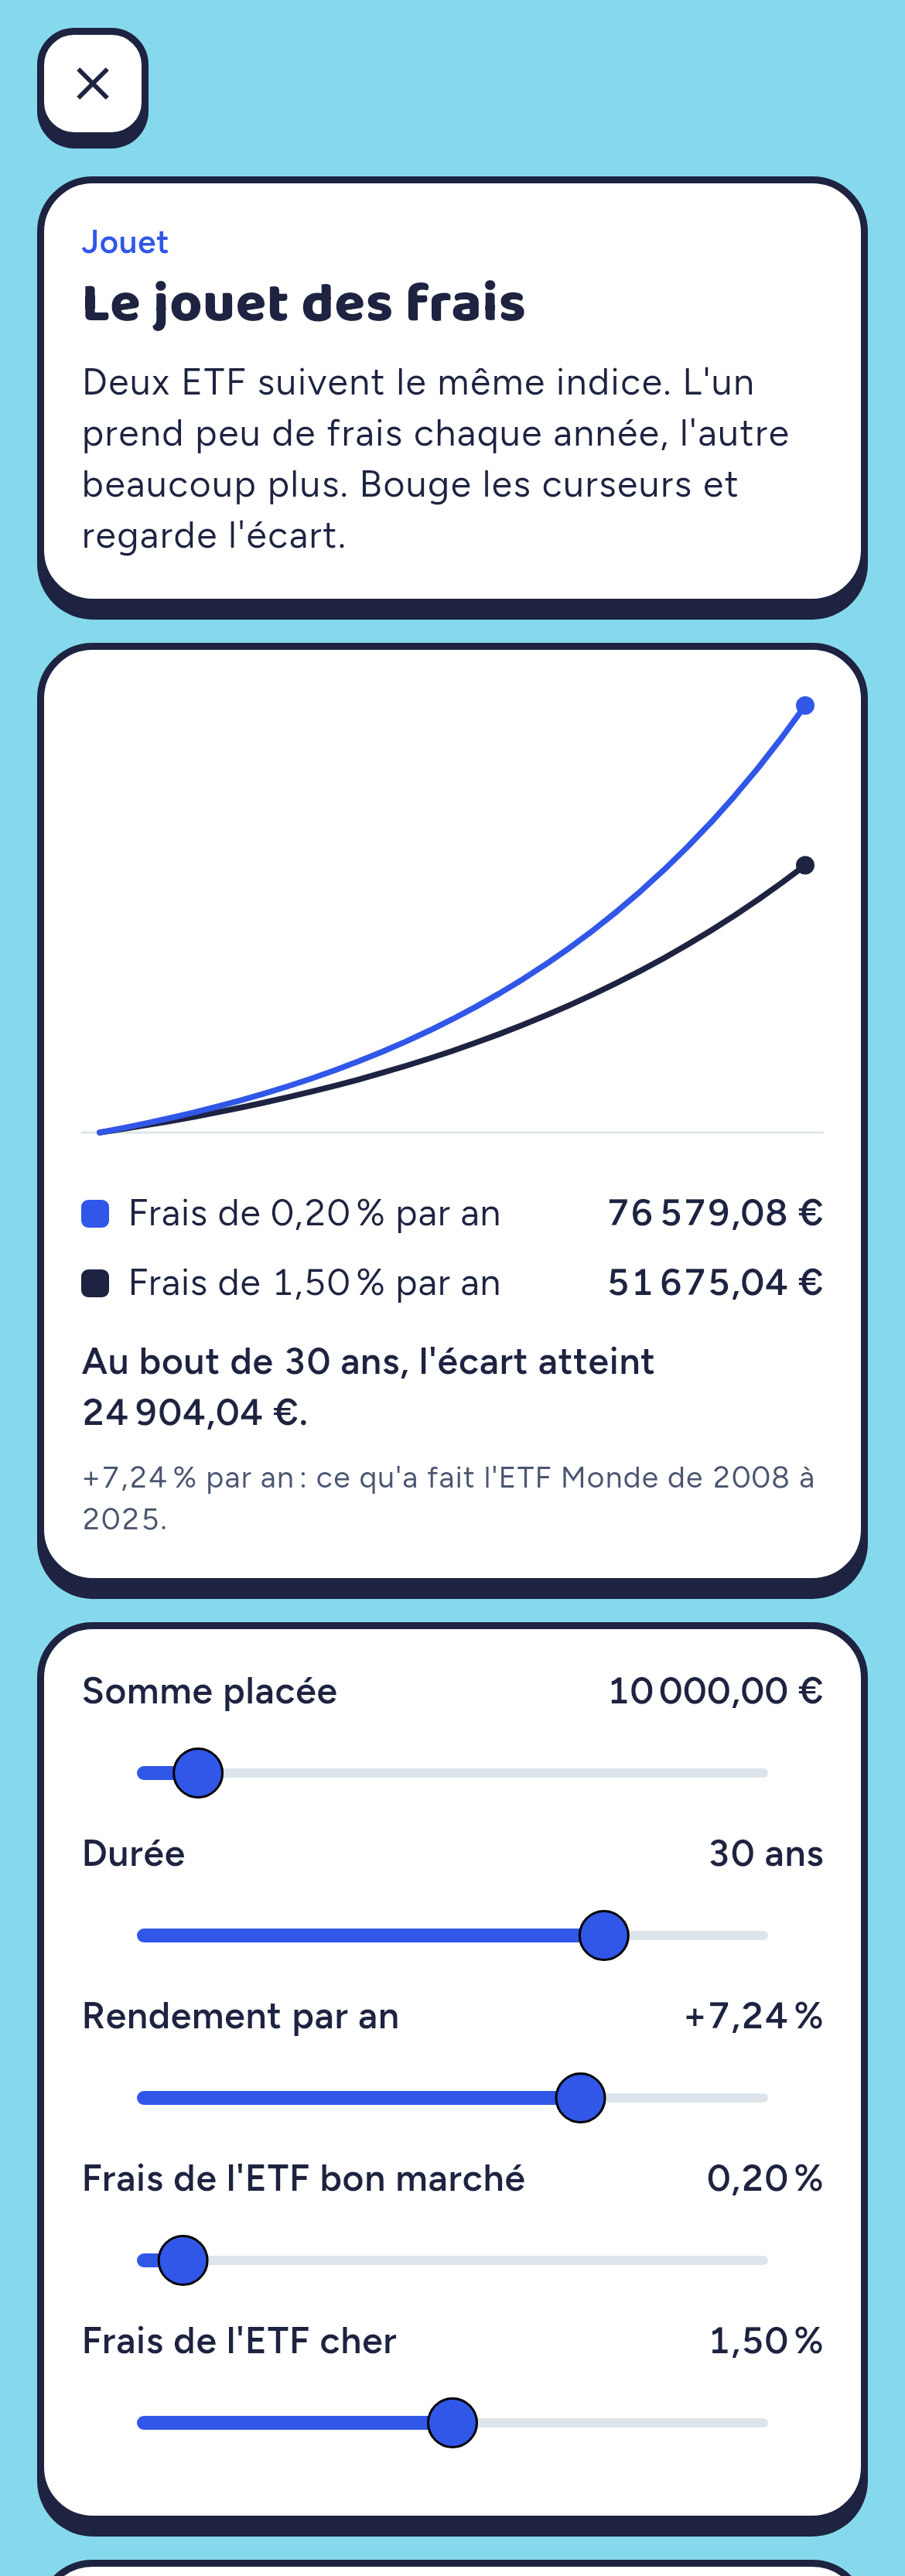 Jouet
Le jouet des frais
Deux ETF suivent le même indice. L'un
prend peu de frais chaque année, l'autre
beaucoup plus. Bouge les curseurs et
regarde l'écart.
Frais de 0,20 % par an 76 579,08 €
Frais de 1,50 % par an 51 675,04 €
Au bout de 30 ans, l'écart atteint
24 904,04 €.
+7,24 % par an : ce qu'a fait l'ETF Monde de 2008 à
2025.
Somme placée 10 000,00 €
Durée 30 ans
Rendement par an +7,24 %
Frais de l'ETF bon marché 0,20 %
Frais de l'ETF cher 1,50 %